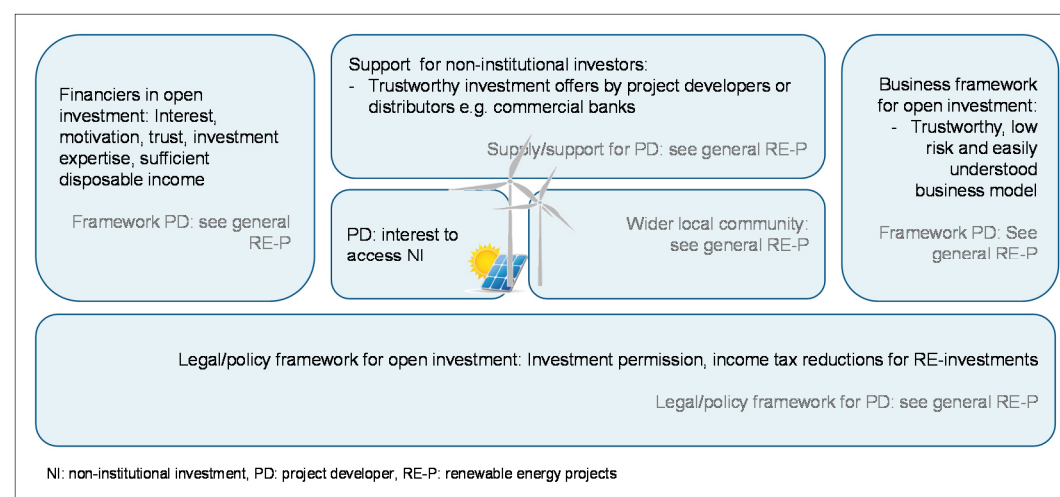 Financiers in open
investment: Interest,
motivation, trust, investment
expertise, sufficient
disposable income
Framework PD: see general
RE-P
Support for non-institutional investors:
- Trustworthy investment offers by project developers or
distributors e.g. commercial banks
Supply/support for PD: see general RE-P
Business framework
for open investment:
- Trustworthy, low
risk and easily
understood
business model
Framework PD: See
general RE-P
PD: interest to
access NI
Wider local community:
see general RE-P
Legal/policy framework for open investment: Investment permission, income tax reductions for RE-investments
Legal/policy framework for PD: see general RE-P
NI: non-institutional investment, PD: project developer, RE-P: renewable energy projects